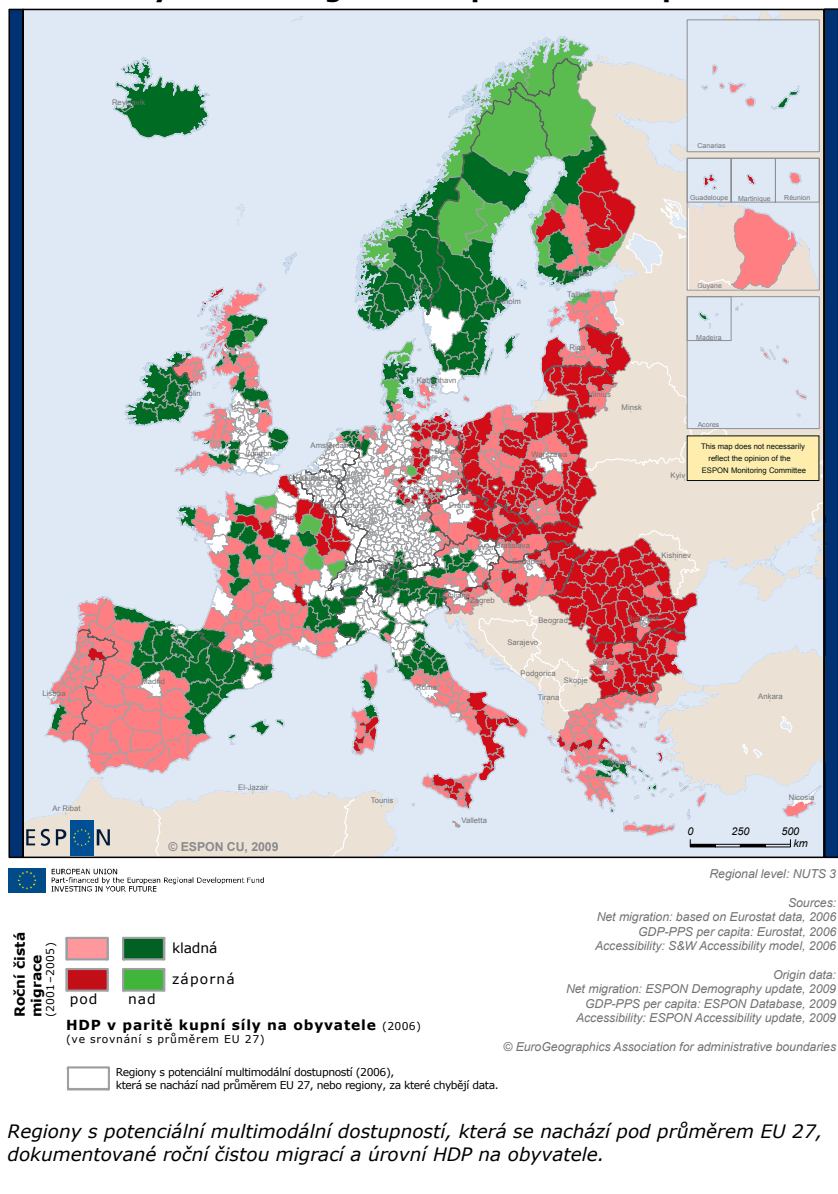 Reykjavik
Canarias
Guadeloupe
Martinique
Réunion
Guyane
Madeira
Acores
This map does not necessarily
reflect the opinion of the
ESPON Monitoring Committee
Tallinn
Riga
Minsk
København
Amsterdam
Kyiv
Kishinev
Zagreb
Beograd
Sarajevo
Podgorica
Skopje
Tirana
Ankara
Madrid
Lisboa
Roma
El-Jazair
Tounis
Ar Ribat
Valletta
Nicosia
ESPON
© ESPON CU, 2009
0 250 500
km
EUROPEAN UNION
Part-financed by the European Regional Development Fund
INVESTING IN YOUR FUTURE
Regional level: NUTS 3
Sources:
Net migration: based on Eurostat data, 2006
GDP-PPS per capita: Eurostat, 2006
Accessibility: S&W Accessibility model, 2006
Origin data:
Net migration: ESPON Demography update, 2009
GDP-PPS per capita: ESPON Database, 2009
Accessibility: ESPON Accessibility update, 2009
© EuroGeographics Association for administrative boundaries
Roční čistá
migrace
(2001–2005)
kladná
záporná
pod nad
HDP v paritě kupní síly na obyvatele (2006)
(ve srovnání s průměrem EU 27)
Regiony s potenciální multimodální dostupností (2006),
která se nachází nad průměrem EU 27, nebo regiony, za které chybějí data.
Regiony s potenciální multimodální dostupností, která se nachází pod průměrem EU 27,
dokumentované roční čistou migrací a úrovní HDP na obyvatele.